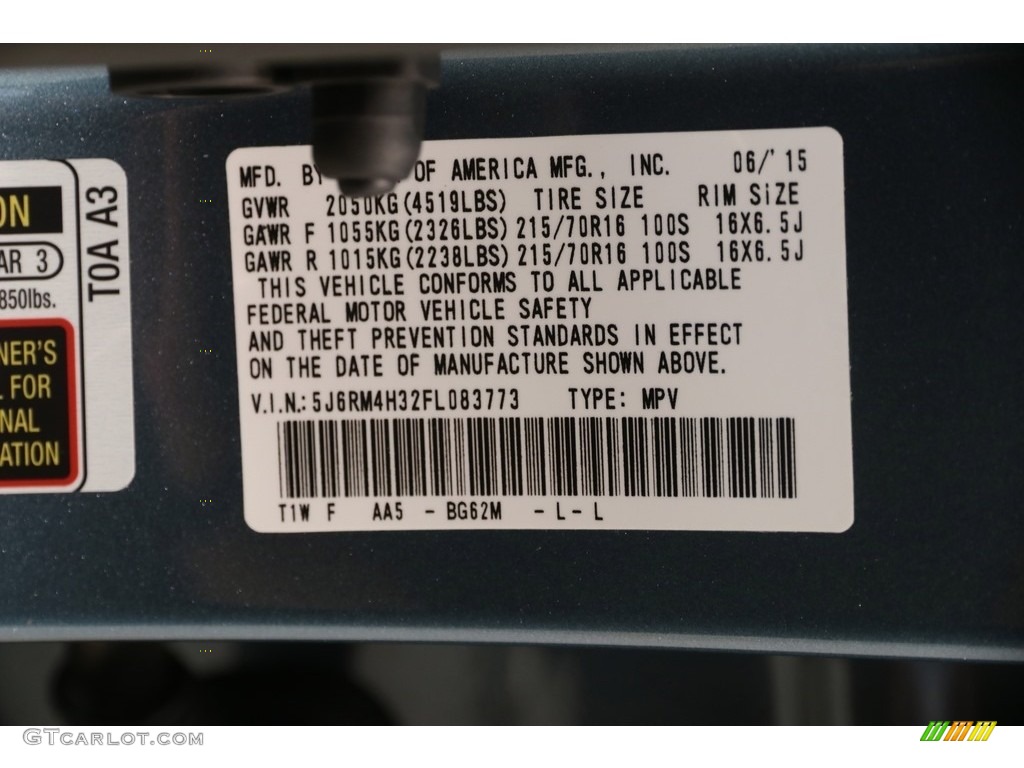 ON
AR 3
850lbs.
NER'S
L FOR
NAL
ATION
TOA A3
MFD. BY OF AMERICA MFG., INC. 06/'15
GVWR 2050KG(4519LBS) TIRE SIZE RIM SIZE
GAWR F 1055KG(2326LBS) 215/70R16 100S 16X6.5J
GAWR R 1015KG(2238LBS) 215/70R16 100S 16X6.5J
THIS VEHICLE CONFORMS TO ALL APPLICABLE
FEDERAL MOTOR VEHICLE SAFETY
AND THEFT PREVENTION STANDARDS IN EFFECT
ON THE DATE OF MANUFACTURE SHOWN ABOVE.
V.I.N.: 5J6RM4H32FL083773 TYPE: MPV
T1W F AA5 - BG62M - L - L
GTCARLOT.COM